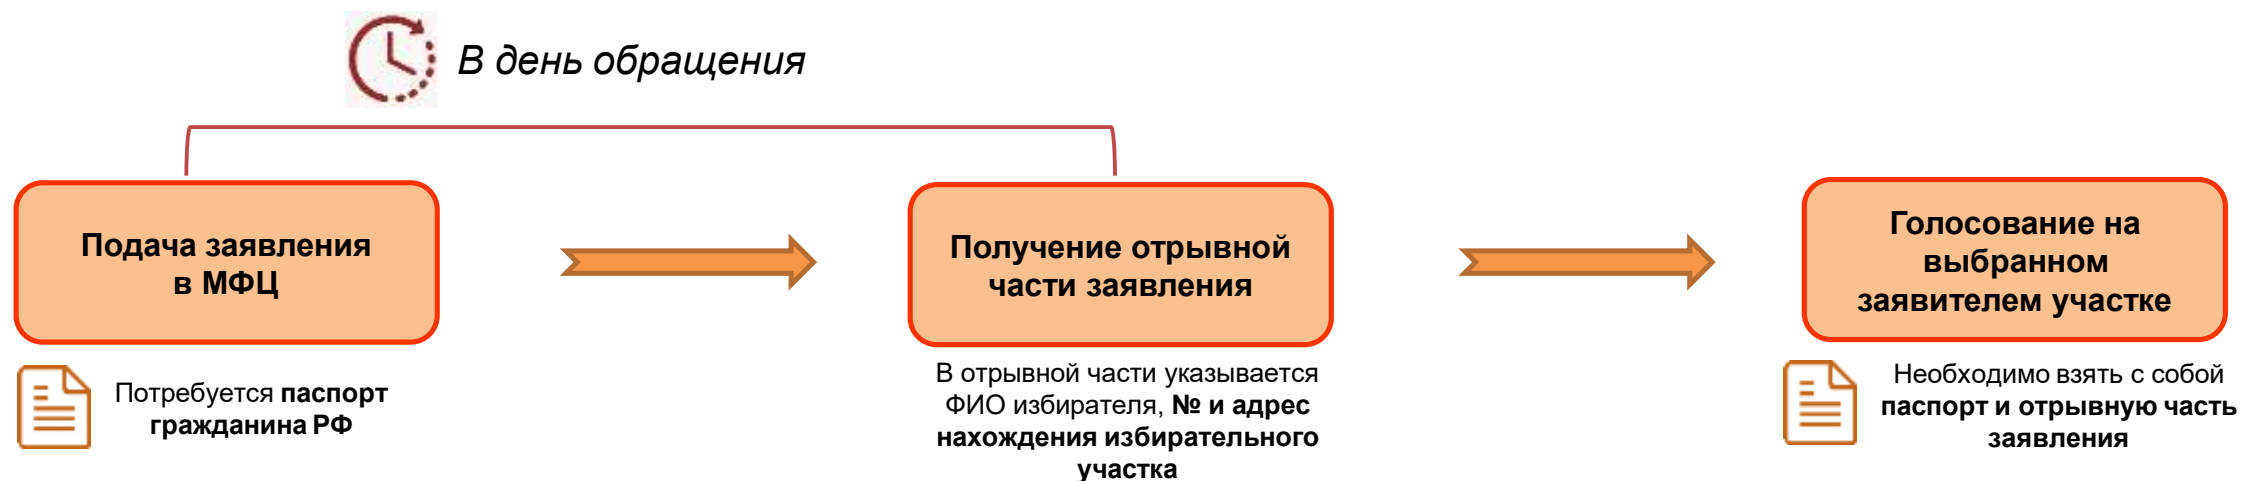 В день обращения
Подача заявления
в МФЦ
Получение отрывной
части заявления
Голосование на
выбранном
заявителем участке
Потребуется паспорт
гражданина РФ
В отрывной части указывается
ФИО избирателя, № и адрес
нахождения избирательного
участка
Необходимо взять с собой
паспорт и отрывную часть
заявления